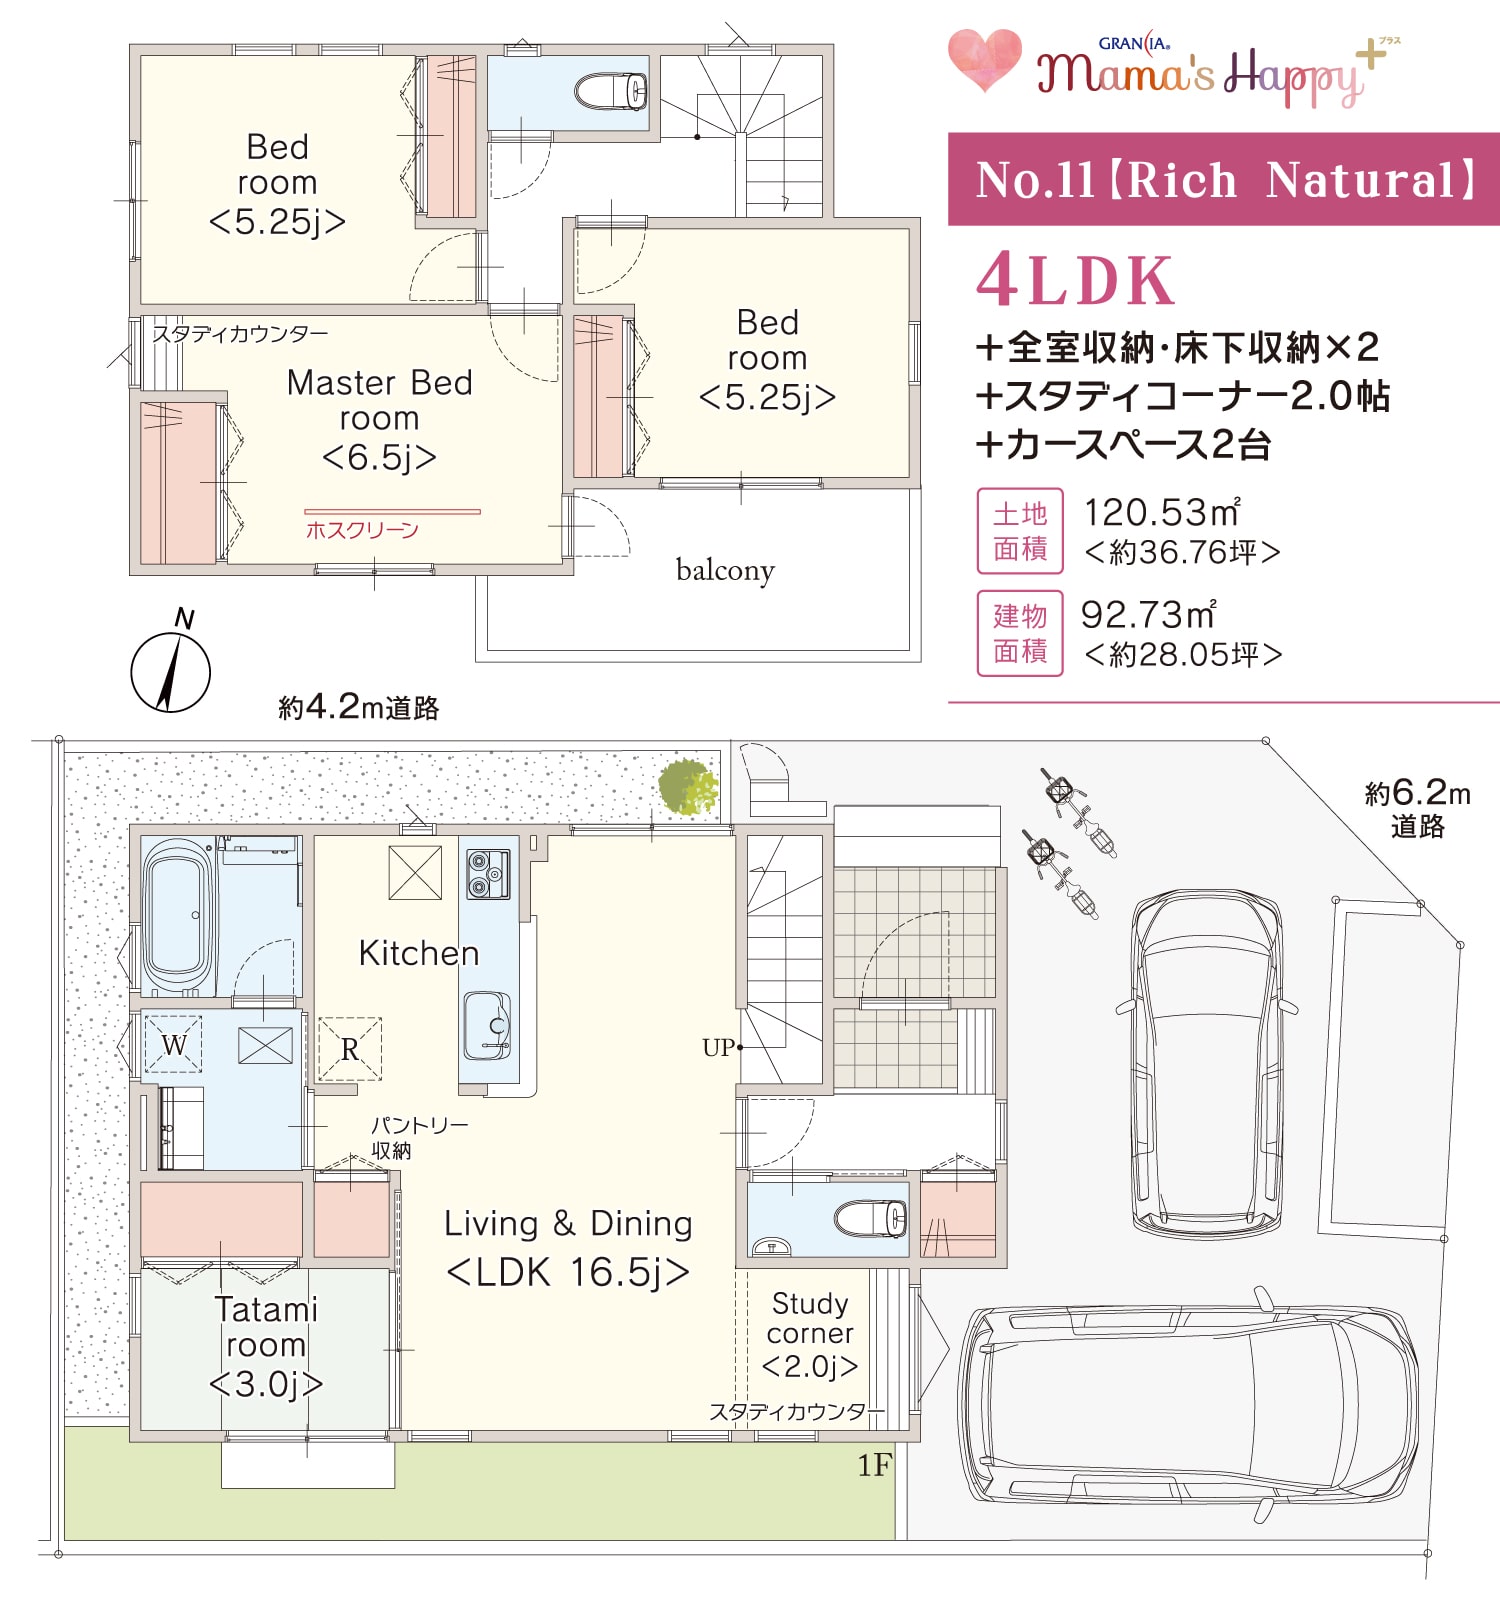 GRANCIA®
mama's Happy+
プラス
No.11【Rich Natural】
4LDK
+全室収納・床下収納×2
+スタディコーナー2.0帖
+カースペース2台
土地
面積
120.53㎡
<約36.76坪>
建物
面積
92.73㎡
<約28.05坪>
Bed
room
<5.25j>
スタディカウンター
Master Bed
room
<6.5j>
ホスクリーン
Bed
room
<5.25j>
balcony
N
約4.2m道路
約6.2m
道路
Kitchen
W
R
UP
パントリー
収納
Living & Dining
<LDK 16.5j>
Tatami
room
<3.0j>
Study
corner
<2.0j>
スタディカウンター
1F